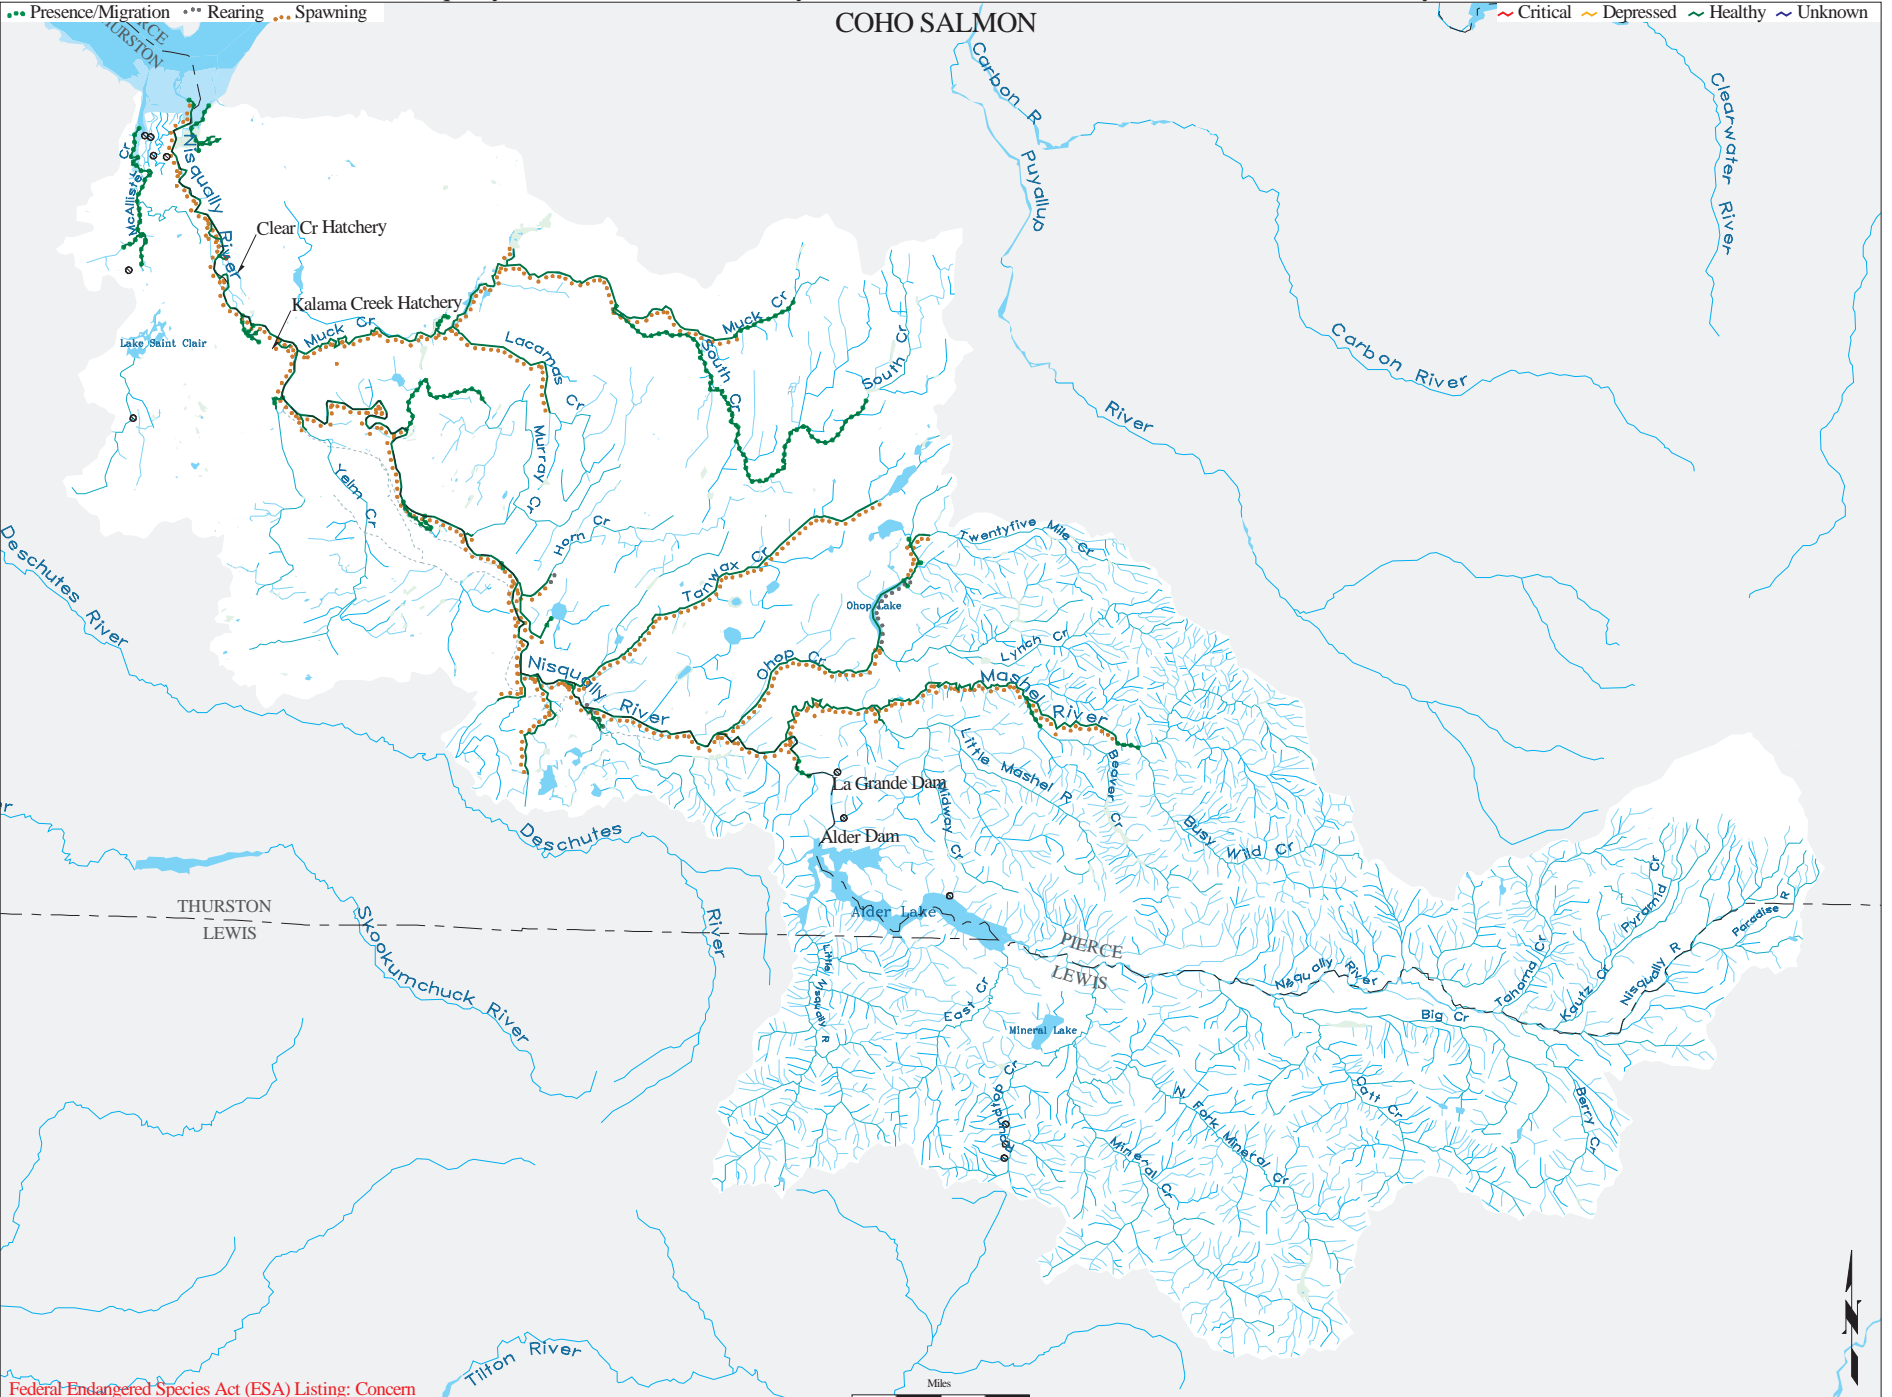 Presence/Migration Rearing Spawning
COHO SALMON
Critical Depressed Healthy Unknown
THURSTON
Nisqually
River
McAllister Cr
Clear Cr Hatchery
Kalama Creek Hatchery
Lake Saint Clair
Muck Cr
Lacamas Cr
Muck Cr
South Cr
South Cr
Murray Cr
Yelm Cr
Horn Cr
Tanwax Cr
Ohop Lake
Ohop Cr
Twentyfive Mile Cr
Lynch Cr
Nisqually River
Mashel River
Little Mashel R
Beaver Cr
Busy Wild Cr
La Grande Dam
Alder Dam
Alder Lake
Carbon R
Puyallup
River
Carbon River
Clearwater River
Deschutes River
Deschutes
River
THURSTON
LEWIS
Skookumchuck River
PIERCE
LEWIS
Little Nisqually R
East Cr
Mineral Lake
Roundtop Cr
Mineral Cr
N Fork Mineral Cr
Catt Cr
Berry Cr
Big Cr
Nisqually River
Tahoma Cr
Kautz Cr
Pyramid Cr
Nisqually R
Paradise R
Tilton River
Federal Endangered Species Act (ESA) Listing: Concern
Miles
N